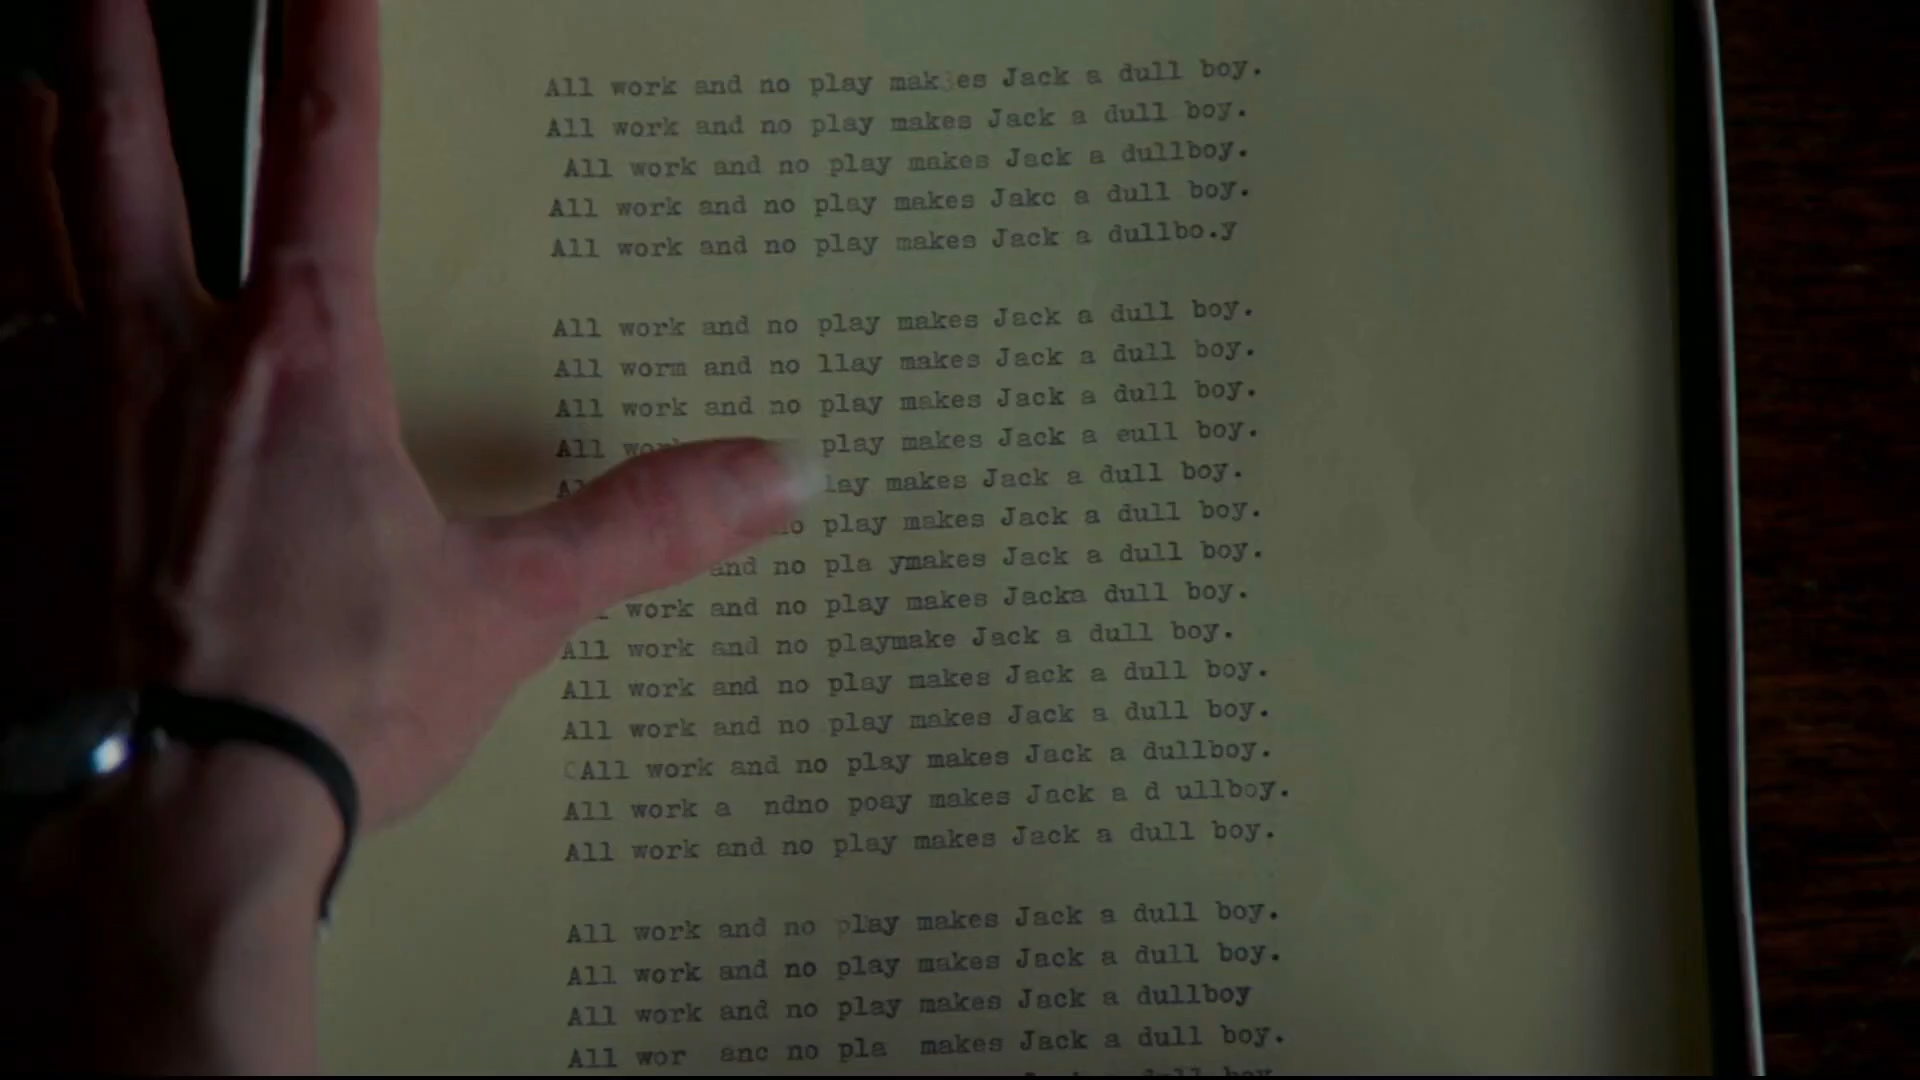 All work and no play mak es Jack a dull boy.
All work and no play makes Jack a dull boy.
All work and no play makes Jack a dullboy.
All work and no play makes Jakc a dull boy.
All work and no play makes Jack a dullbo.y
All work and no play makes Jack a dull boy.
All worm and no llay makes Jack a dull boy.
All work and no play makes Jack a dull boy.
All play makes Jack a eull boy.
makes Jack a dull boy.
play makes Jack a dull boy.
and no pla ymakes Jack a dull boy.
work and no play makes Jacka dull boy.
All work and no playmake Jack a dull boy.
All work and no play makes Jack a dull boy.
All work and no play makes Jack a dull boy.
CAll work and no play makes Jack a dullboy.
All work a ndno poay makes Jack a d ullboy.
All work and no play makes Jack a dull boy.
All work and no play makes Jack a dull boy.
All work and no play makes Jack a dull boy.
All work and no play makes Jack a dullboy
All wor anc no pla makes Jack a dull boy.